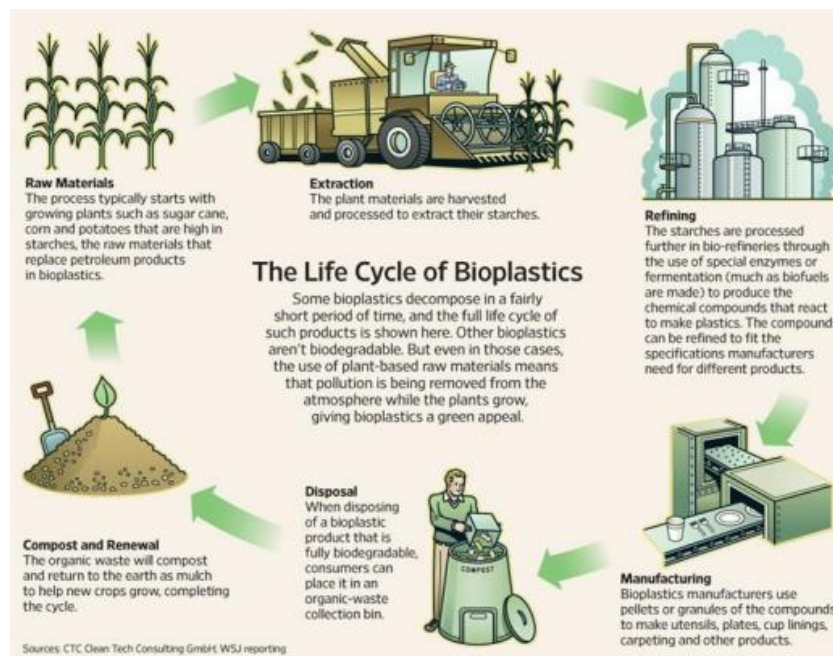 Raw Materials
The process typically starts with
growing plants such as sugar cane,
corn and potatoes that are high in
starches, the raw materials that
replace petroleum products
in bioplastics.
Extraction
The plant materials are harvested
and processed to extract their starches.
Refining
The starches are processed
further in bio-refineries through
the use of special enzymes or
fermentation (much as biofuels
are made) to produce the
chemical compounds that react
to make plastics. The compound
can be refined to fit the
specifications manufacturers
need for different products.
The Life Cycle of Bioplastics
Some bioplastics decompose in a fairly
short period of time, and the full life cycle of
such products is shown here. Other bioplastics
aren't biodegradable. But even in those cases,
the use of plant-based raw materials means
that pollution is being removed from the
atmosphere while the plants grow,
giving bioplastics a green appeal.
Manufacturing
Bioplastics manufacturers use
pellets or granules of the compounds
to make utensils, plates, cup linings,
carpeting and other products.
Disposal
When disposing
of a bioplastic
product that is
fully biodegradable,
consumers can
place it in an
organic-waste
collection bin.
COMPOST
Compost and Renewal
The organic waste will compost
and return to the earth as mulch
to help new crops grow, completing
the cycle.
Sources: CTC Clean Tech Consulting GmbH; WSJ reporting